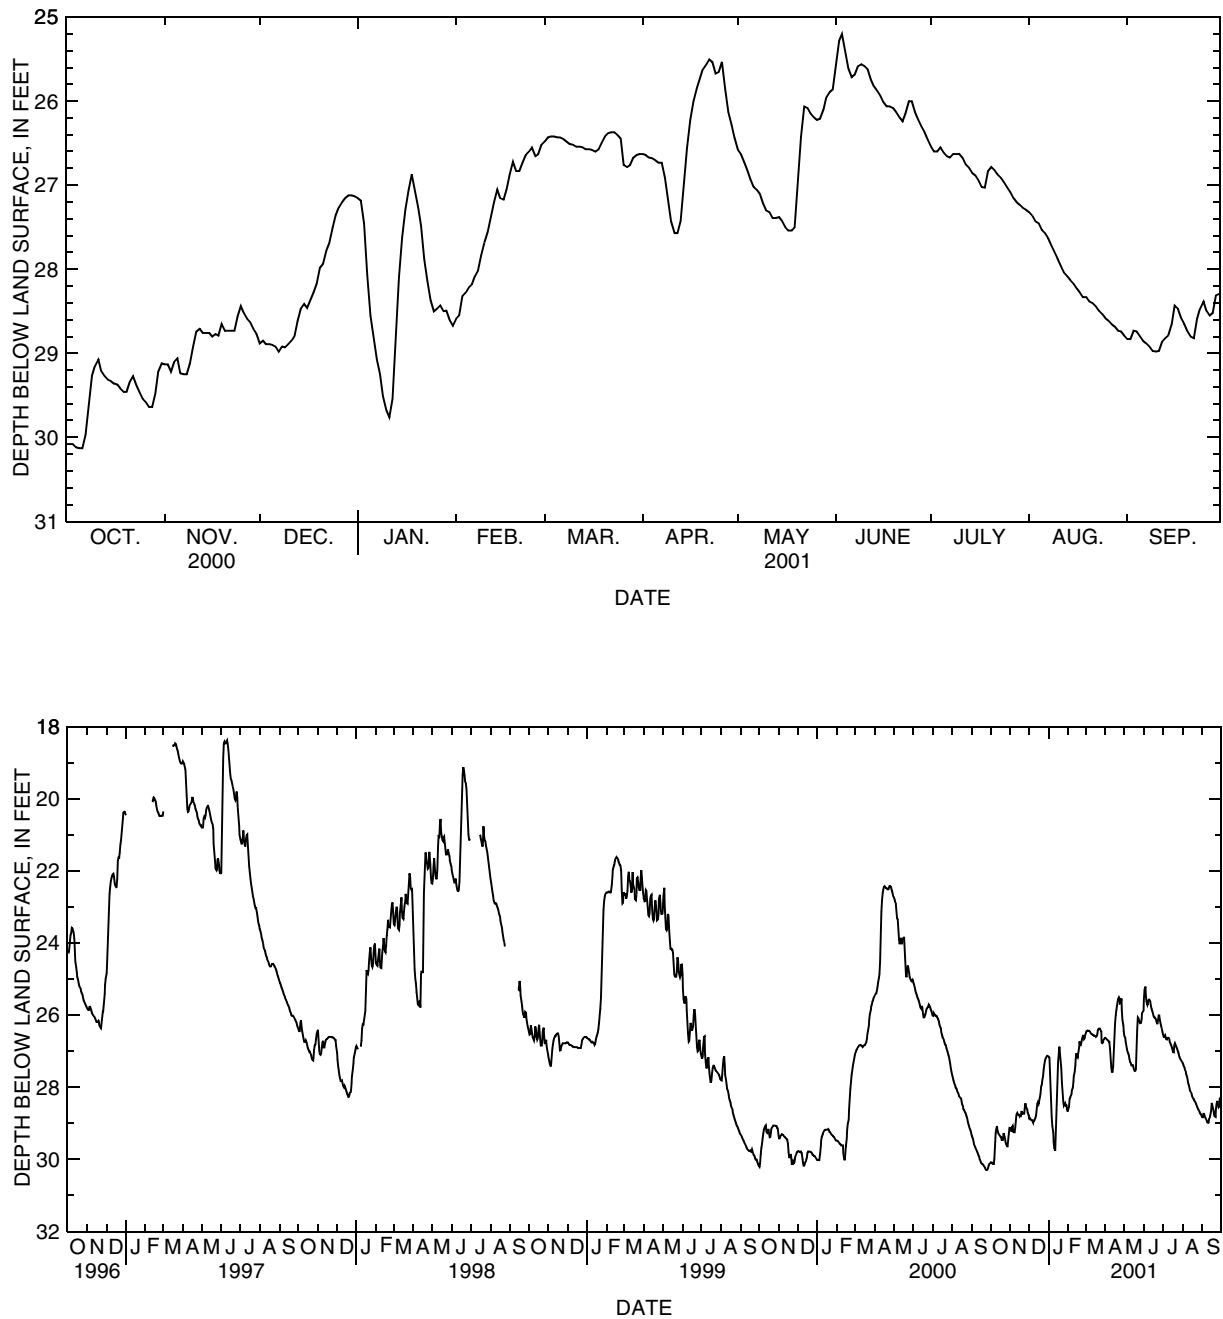 DEPTH BELOW LAND SURFACE, IN FEET
25
26
27
28
29
30
31
OCT. NOV. DEC. JAN. FEB. MAR. APR. MAY JUNE JULY AUG. SEP.
2000 2001
DATE
DEPTH BELOW LAND SURFACE, IN FEET
18
20
22
24
26
28
30
32
O N D J F M A M J J A S O N D J F M A M J J A S O N D J F M A M J J A S O N D J F M A M J J A S O N D J F M A M J J A S
1996 1997 1998 1999 2000 2001
DATE